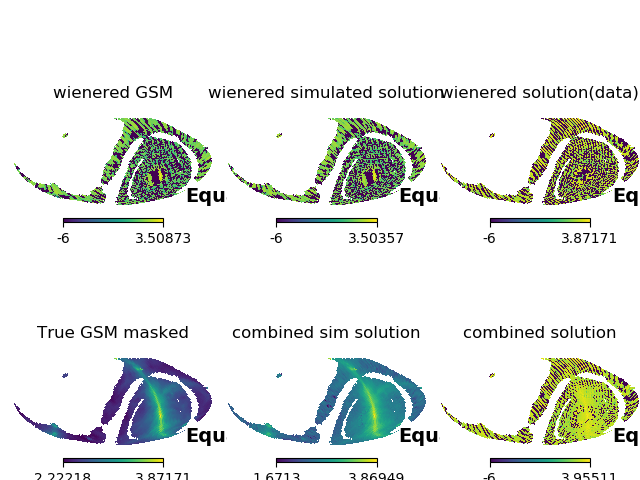 wienered GSM
wienered simulated solution
wienered solution(data)
Equ
Equ
Eq
-6 3.50873
-6 3.50357
-6 3.87171
True GSM masked
combined sim solution
combined solution
Equ
Equ
Eq
2.22218 3.87171
1.6713 3.86949
-6 3.95511